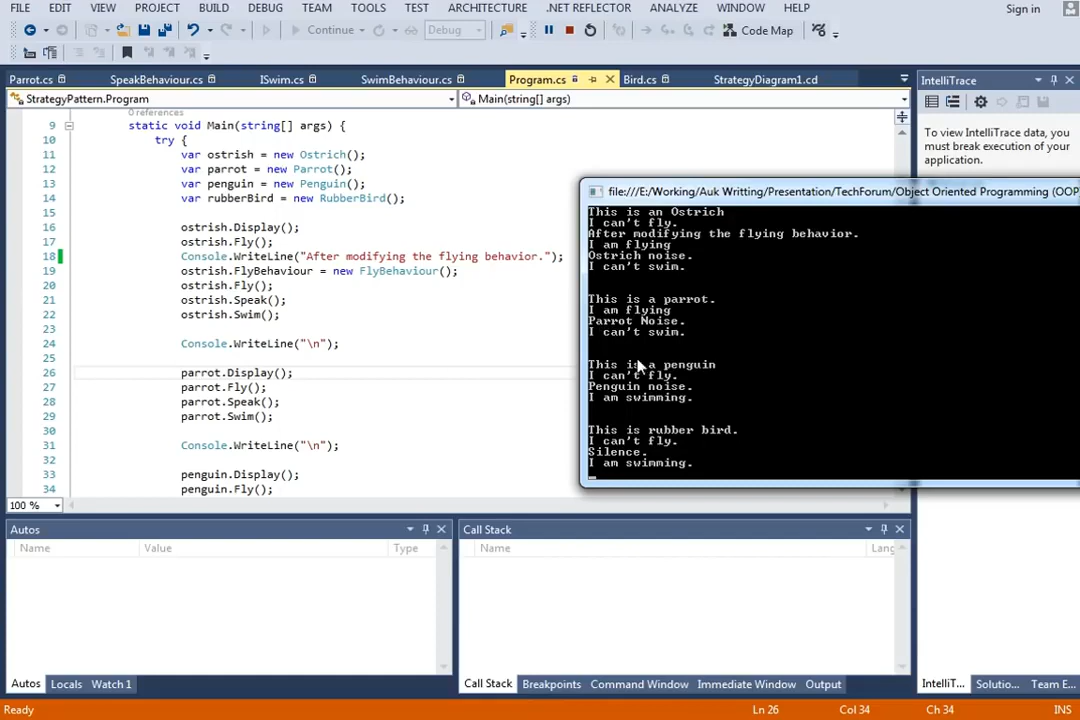 FILE EDIT VIEW MYDUDE PROJECT BUILD DEBUG TEAM TOOLS TEST ARCHITECTURE .NET REFLECTOR ANALYZE WINDOW HELP Sign in
Continue Debug Code Map
Parrot.cs SpeakBehaviour.cs ISwim.cs SwimBehaviour.cs Program.cs Bird.cs StrategyDiagram1.cd IntelliTrace
StrategyPattern.Program Main(string[] args)
0 references
9 static void Main(string[] args) {
10 try {
11 var ostrish = new Ostrich();
12 var parrot = new Parrot();
13 var penguin = new Penguin();
14 var rubberBird = new RubberBird();
15
16 ostrish.Display();
17 ostrish.Fly();
18 Console.WriteLine("After modifying the flying behavior.");
19 ostrish.FlyBehaviour = new FlyBehaviour();
20 ostrish.Fly();
21 ostrish.Speak();
22 ostrish.Swim();
23
24 Console.WriteLine("\n");
25
26 parrot.Display();
27 parrot.Fly();
28 parrot.Speak();
29 parrot.Swim();
30
31 Console.WriteLine("\n");
32
33 penguin.Display();
34 penguin.Fly();
To view IntelliTrace data, you
must break execution of your
application.
file:///E:/Working/Auk Writting/Presentation/TechForum/Object Oriented Programming (OOP
This is an Ostrich
I can't fly.
After modifying the flying behavior.
I am flying
Ostrich noise.
I can't swim.
This is a parrot.
I am flying
Parrot Noise.
I can't swim.
This is a penguin
I can't fly.
Penguin noise.
I am swimming.
This is rubber bird.
I can't fly.
Silence.
I am swimming.
100 %
Autos Call Stack
Name Value Type Name Lang
Autos Locals Watch 1 Call Stack Breakpoints Command Window Immediate Window Output IntelliT... Solutio... Team E...
Ready Ln 26 Col 34 Ch 34 INS